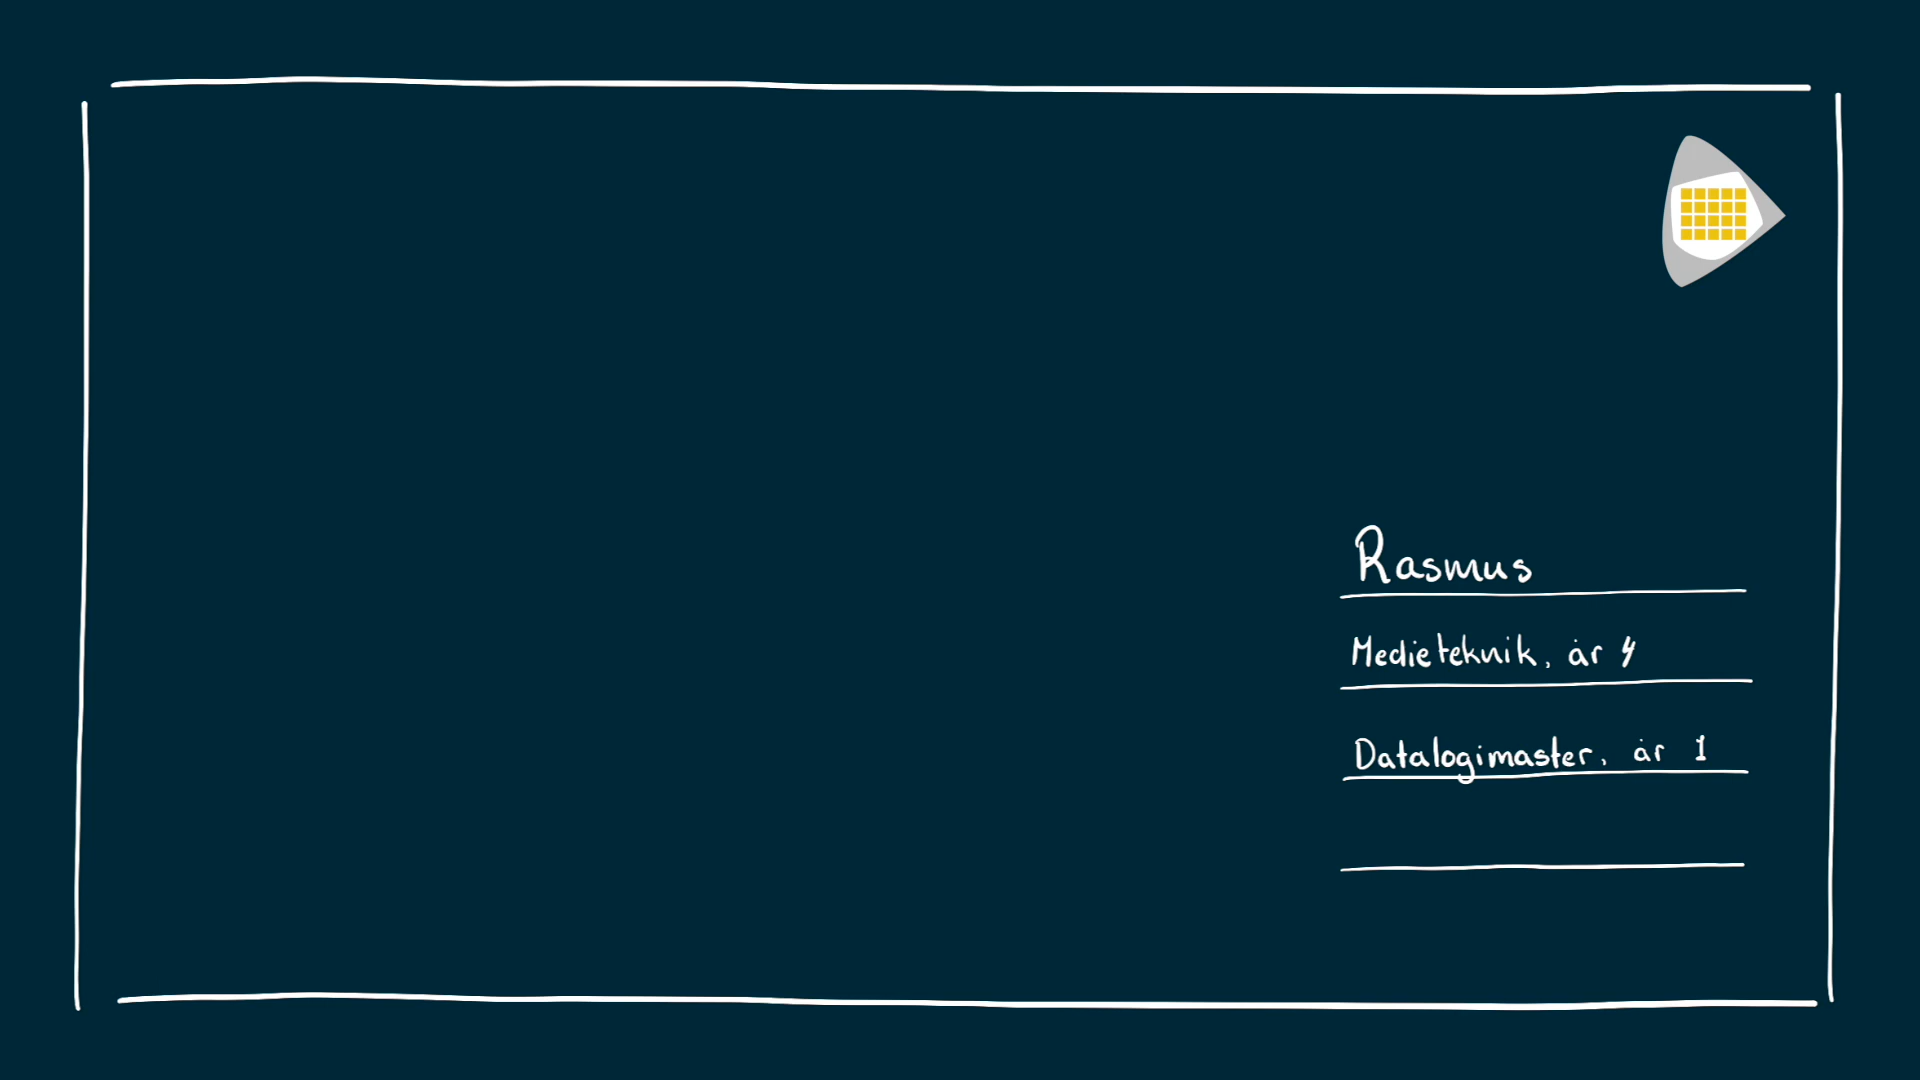 Rasmus
Medieteknik, år 4
Datalogimaster, år 1